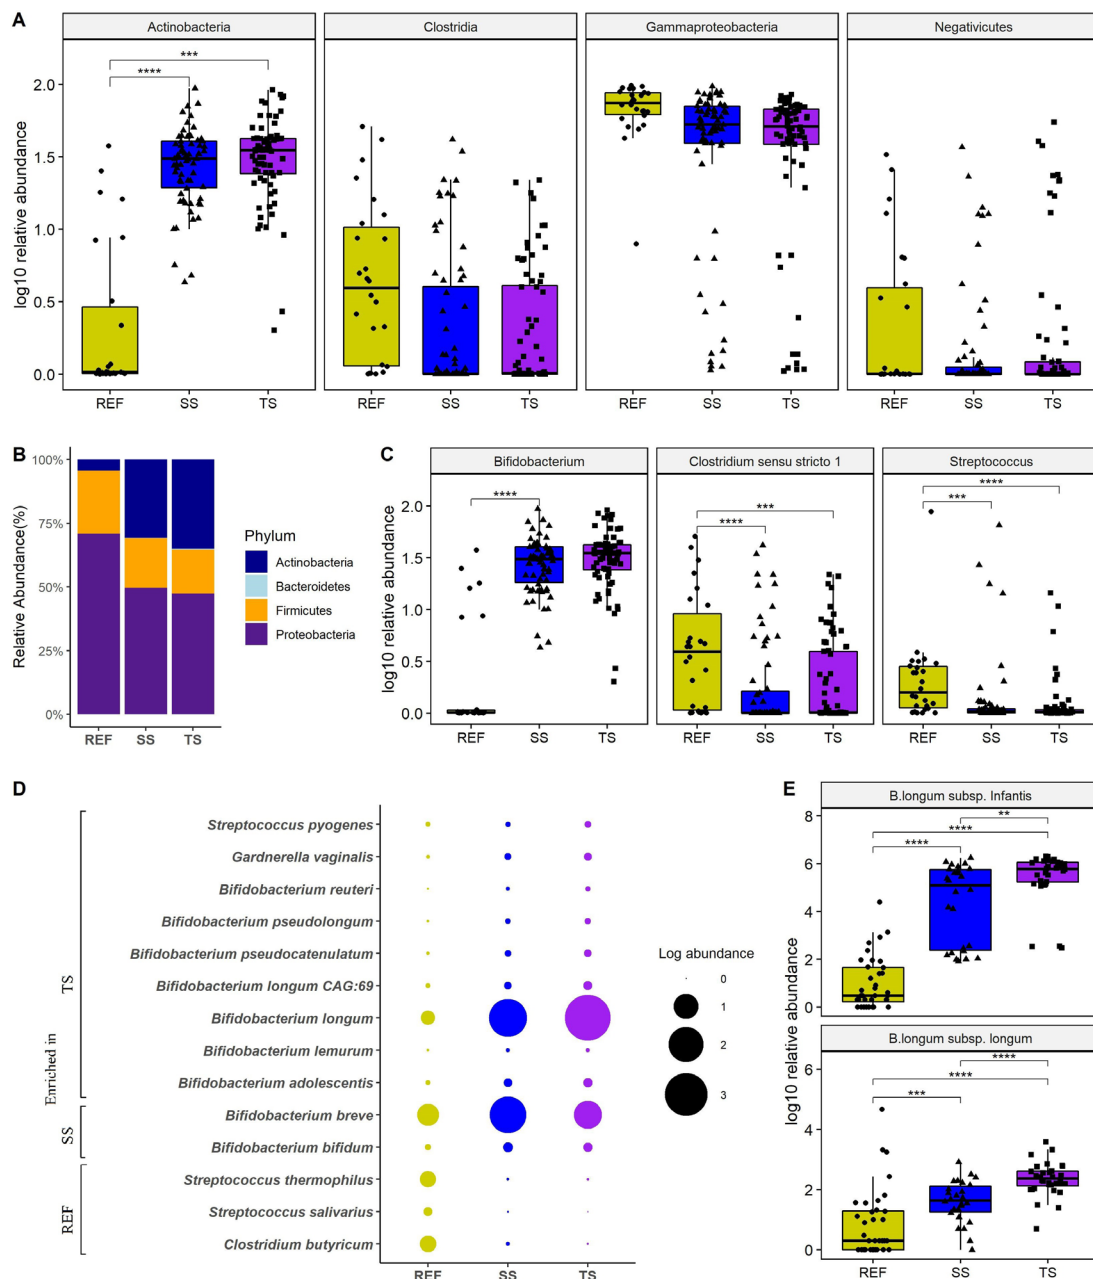 A
Actinobacteria
Clostridia
Gammaproteobacteria
Negativicutes
log10 relative abundance
2.0
1.5
1.0
0.5
0.0
***
****
REF SS TS
REF SS TS
REF SS TS
REF SS TS
B
Relative Abundance(%)
100%
75%
50%
25%
0%
REF SS TS
Phylum
Actinobacteria
Bacteroidetes
Firmicutes
Proteobacteria
C
Bifidobacterium
Clostridium sensu stricto 1
Streptococcus
log10 relative abundance
2.0
1.5
1.0
0.5
0.0
****
***
****
****
***
REF SS TS
REF SS TS
REF SS TS
D
Enriched in
TS
SS
REF
Streptococcus pyogenes
Gardnerella vaginalis
Bifidobacterium reuteri
Bifidobacterium pseudolongum
Bifidobacterium pseudocatenulatum
Bifidobacterium longum CAG:69
Bifidobacterium longum
Bifidobacterium lemurum
Bifidobacterium adolescentis
Bifidobacterium breve
Bifidobacterium bifidum
Streptococcus thermophilus
Streptococcus salivarius
Clostridium butyricum
REF SS TS
Log abundance
0
1
2
3
E
B.longum subsp. Infantis
log10 relative abundance
8
6
4
2
0
**
****
****
B.longum subsp. longum
6
4
2
0
****
****
***
REF SS TS